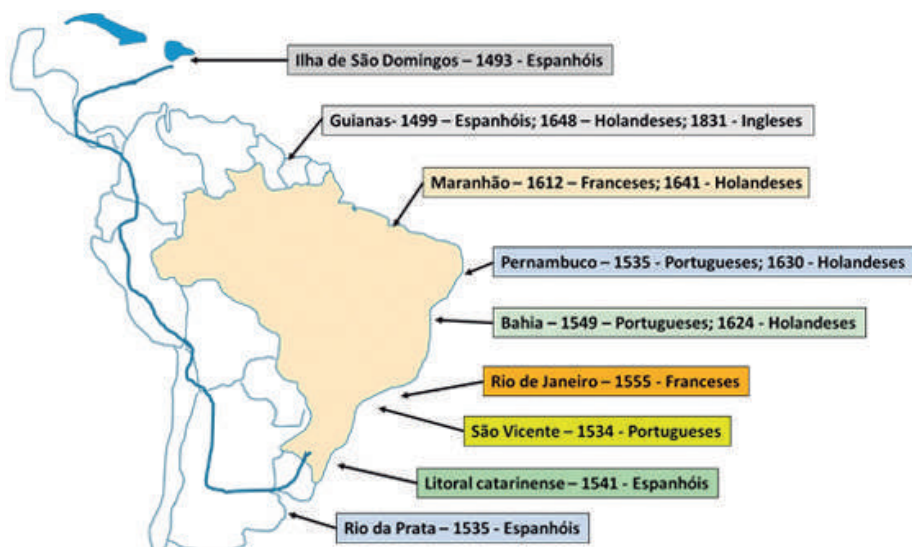 Ilha de São Domingos – 1493 - Espanhóis
Guianas- 1499 – Espanhóis; 1648 – Holandeses; 1831 - Ingleses
Maranhão – 1612 – Franceses; 1641 - Holandeses
Pernambuco – 1535 - Portugueses; 1630 - Holandeses
Bahia – 1549 – Portugueses; 1624 - Holandeses
Rio de Janeiro – 1555 - Franceses
São Vicente – 1534 - Portugueses
Litoral catarinense – 1541 - Espanhóis
Rio da Prata – 1535 - Espanhóis